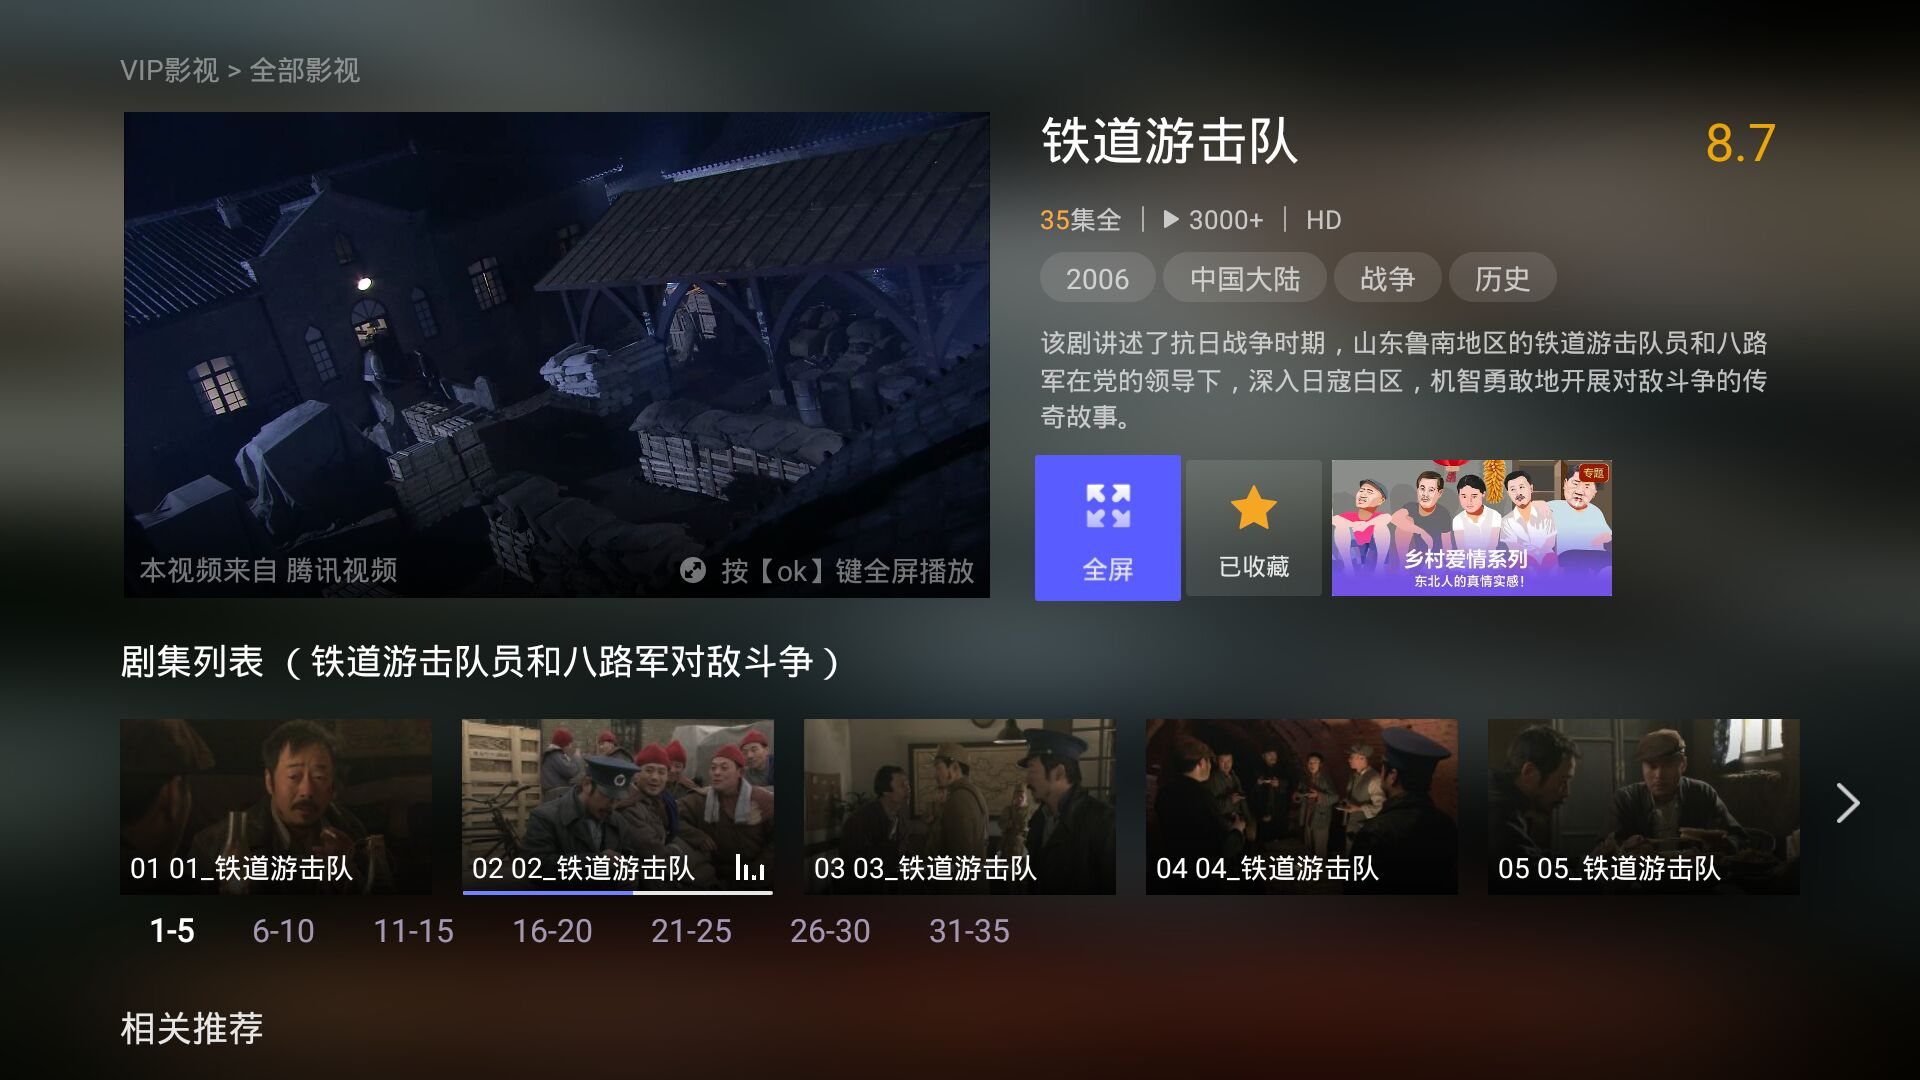 VIP影视 > 全部影视
铁道游击队
8.7
35集全 | ▶ 3000+ | HD
2006 中国大陆 战争 历史
该剧讲述了抗日战争时期，山东鲁南地区的铁道游击队员和八路
军在党的领导下，深入日寇白区，机智勇敢地开展对敌斗争的传
奇故事。
本视频来自 腾讯视频
按【ok】键全屏播放
全屏
已收藏
专题
乡村爱情系列
东北人的真情实感！
剧集列表（铁道游击队员和八路军对敌斗争）
01 01_铁道游击队
02 02_铁道游击队
03 03_铁道游击队
04 04_铁道游击队
05 05_铁道游击队
1-5 6-10 11-15 16-20 21-25 26-30 31-35
相关推荐